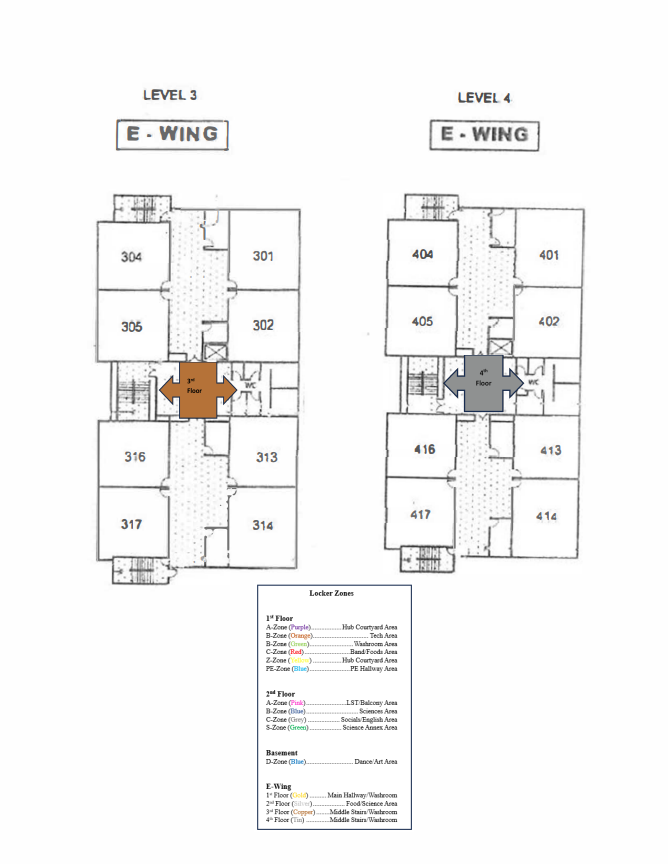 LEVEL 3
LEVEL 4
E - WING
E - WING
304
301
404
401
305
302
405
402
3rd
Floor
WC
4th
Floor
WC
316
313
416
413
317
314
417
414
Locker Zones
1st Floor
A-Zone (Purple)..................Hub Courtyard Area
B-Zone (Orange)................................ Tech Area
B-Zone (Green).........................Washroom Area
C-Zone (Red)..........................Band/Foods Area
Z-Zone (Yellow) .................Hub Courtyard Area
PE-Zone (Blue).......................PE Hallway Area
2nd Floor
A-Zone (Pink).......................LST/Balcony Area
B-Zone (Blue).............................. Sciences Area
C-Zone (Grey) ................... Socials/English Area
S-Zone (Green) ................... Science Annex Area
Basement
D-Zone (Blue)........................... Dance/Art Area
E-Wing
1st Floor (Gold) .......... Main Hallway/Washroom
2nd Floor (Silver)...................Food/Science Area
3rd Floor (Copper) ........Middle Stairs/Washroom
4th Floor (Tin) ..............Middle Stairs/Washroom